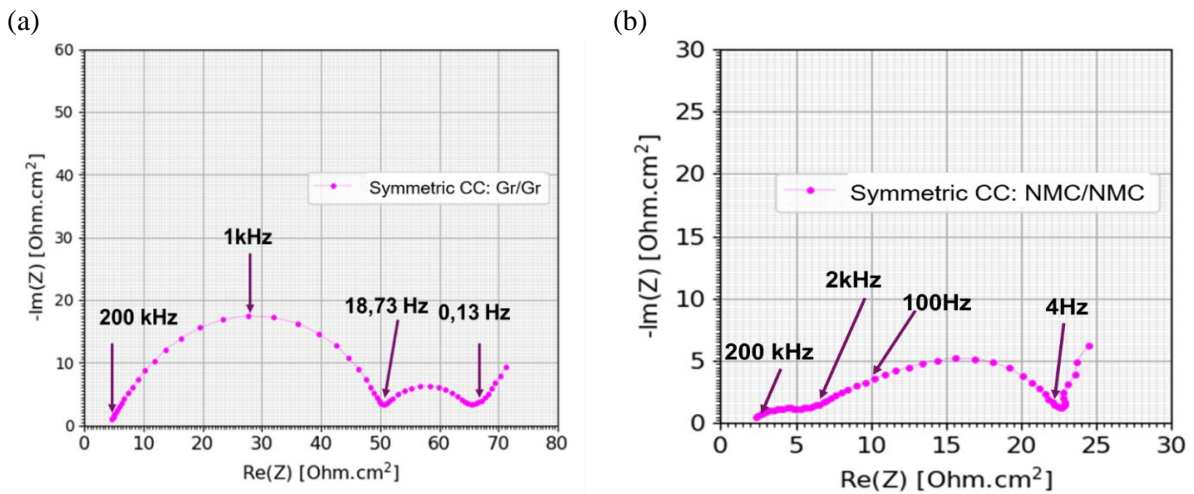 (a)
60
50
40
30
20
10
0
-Im(Z) [Ohm.cm²]
Symmetric CC: Gr/Gr
1kHz
200 kHz
18,73 Hz
0,13 Hz
0 10 20 30 40 50 60 70 80
Re(Z) [Ohm.cm²]
(b)
30
25
20
15
10
5
0
-Im(Z) [Ohm.cm²]
Symmetric CC: NMC/NMC
2kHz
100Hz
4Hz
200 kHz
0 5 10 15 20 25 30
Re(Z) [Ohm.cm²]